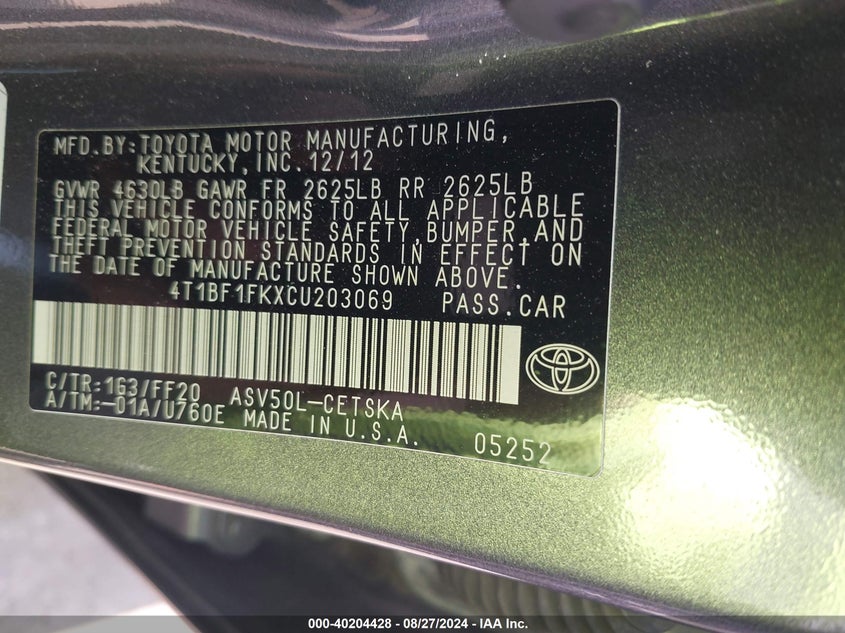 MFD.BY: TOYOTA MOTOR MANUFACTURING,
KENTUCKY, INC. 12/12
GVWR 4630LB GAWR FR 2625LB RR 2625LB
THIS VEHICLE CONFORMS TO ALL APPLICABLE
FEDERAL MOTOR VEHICLE SAFETY, BUMPER, AND
THEFT PREVENTION STANDARDS IN EFFECT ON
THE DATE OF MANUFACTURE SHOWN ABOVE.
4T1BF1FKXCU203069 PASS.CAR
C/TR:1G3/FF20 ASV50L-CETSKA
A/TM:-01A/U760E MADE IN U.S.A. 05252
000-40204428 - 08/27/2024 - IAA Inc.